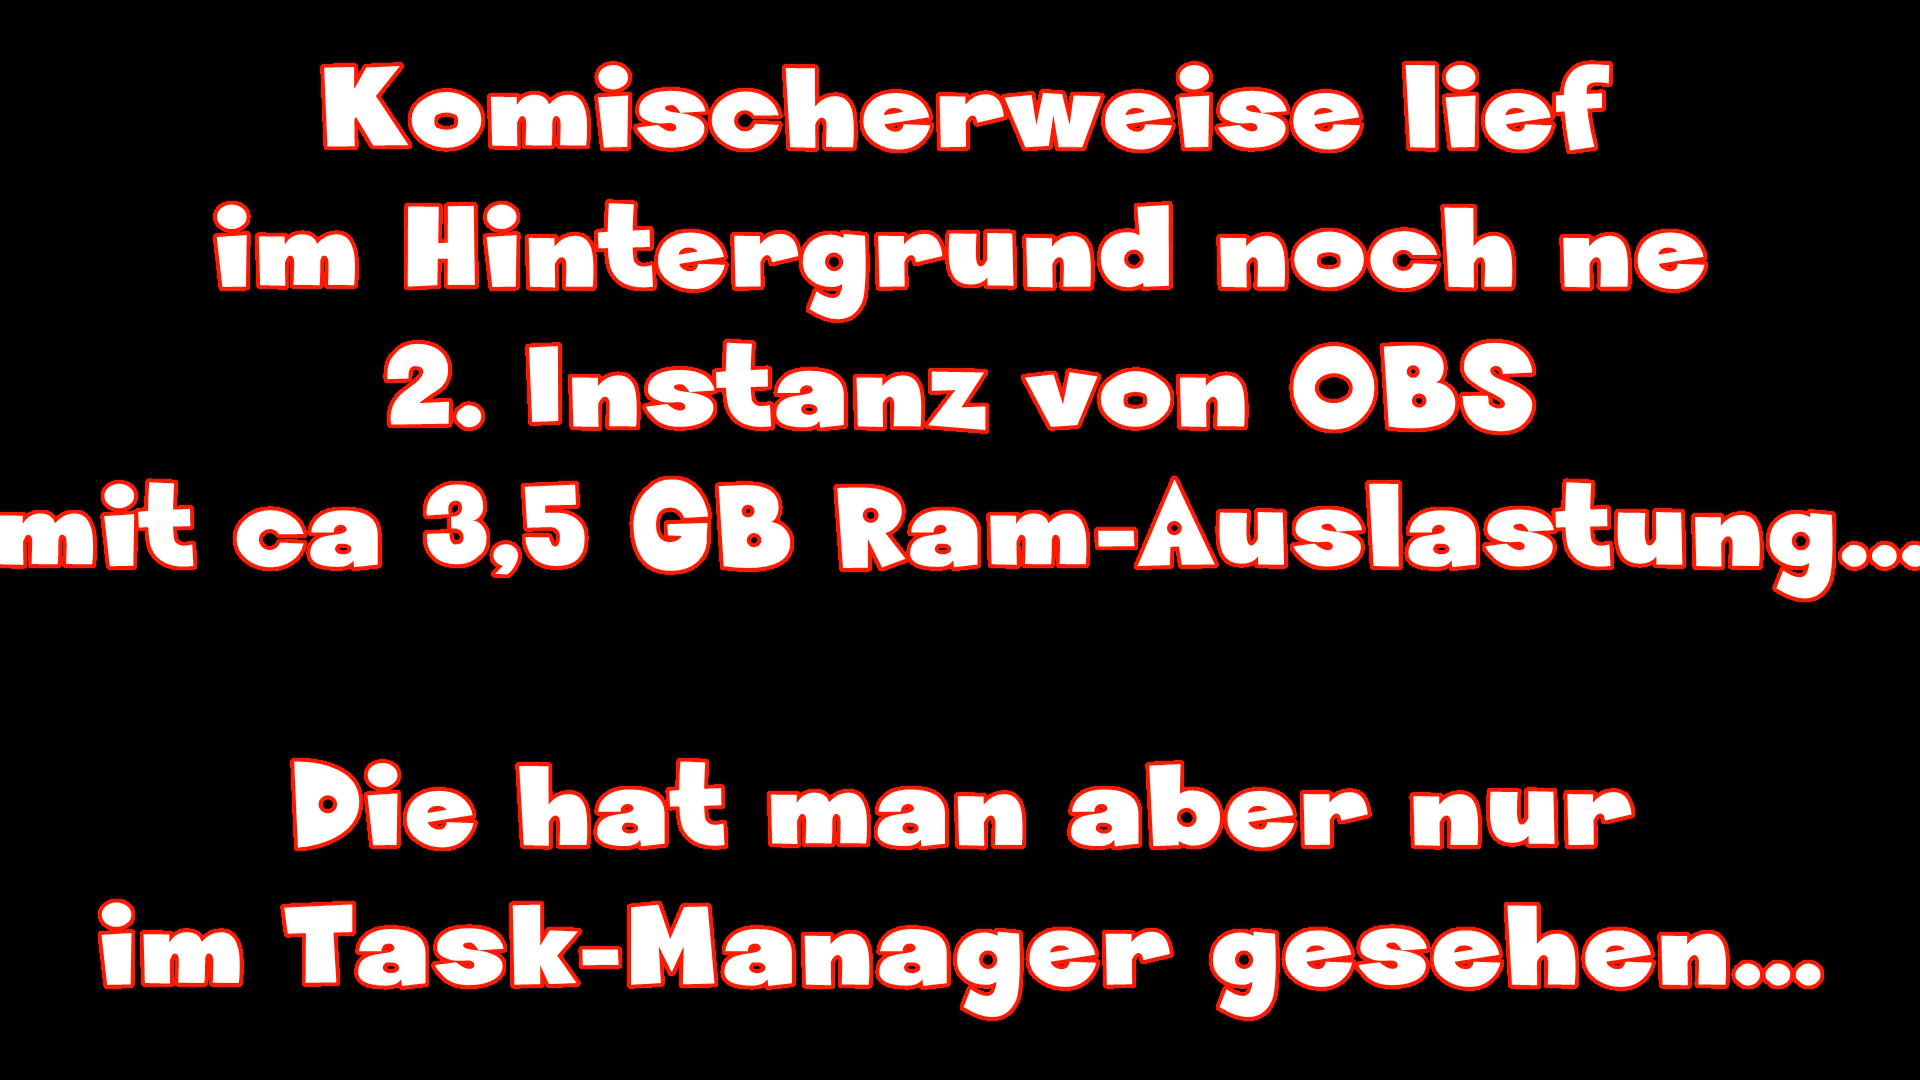 Komischerweise lief
im Hintergrund noch ne
2. Instanz von OBS
mit ca 3,5 GB Ram-Auslastung...
Die hat man aber nur
im Task-Manager gesehen...